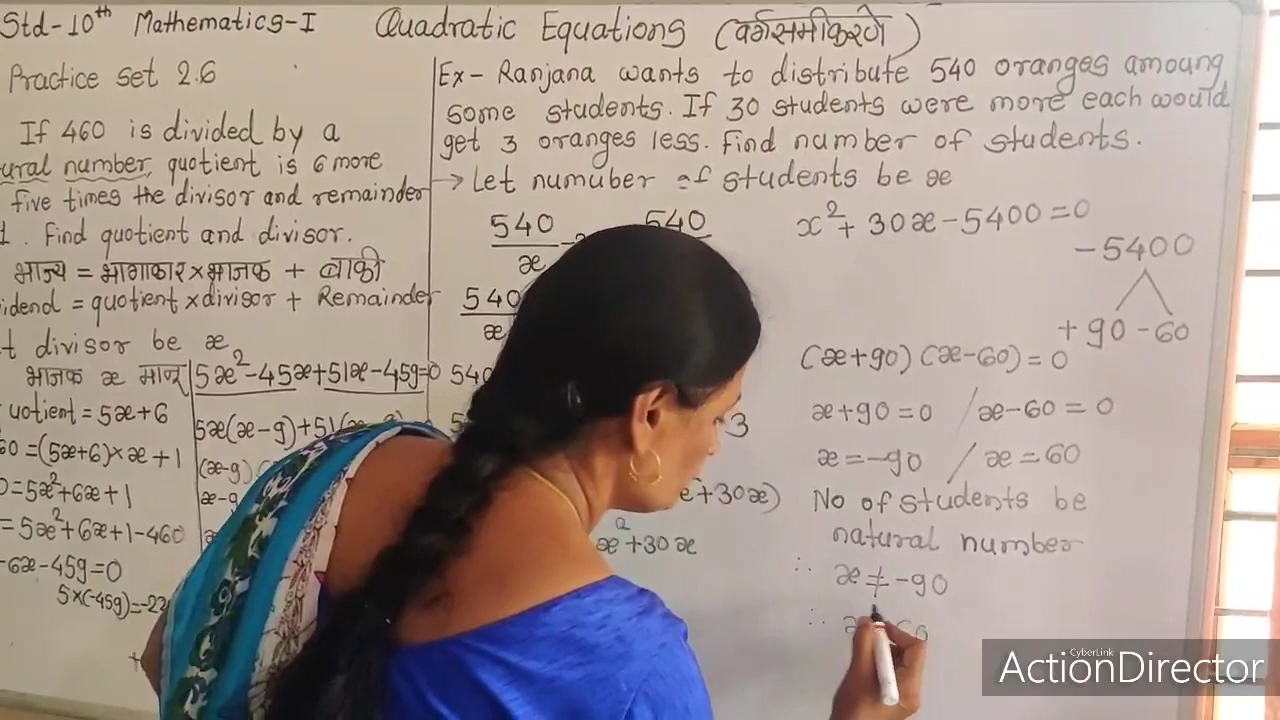 Std-10th Mathematics-I Quadratic Equations (वर्गसमीकरणे)
Practice set 2.6
If 460 is divided by a
ural number, quotient is 6 more
five times the divisor and remainder
1. Find quotient and divisor.
भाज्य = भागाकार × भाजक + बाकी
idend = quotient × divisor + Remainder
t divisor be x
भाजक x मानू
uotient = 5x+6
60 = (5x+6)×x+1
0 = 5x²+6x+1
= 5x²+6x+1-460
-6x-459=0
5×(-459)=-22
5x²-45x+51x-459=0
5x(x-9)+51(
(x-9)
x-9
Ex- Ranjana wants to distribute 540 oranges amoung
some students. If 30 students were more each would
get 3 oranges less. Find number of students.
→ Let numuber of students be x
540
x
540
540
x
540
3
+30x)
x²+30x
x²+30x-5400=0
-5400
+90 -60
(x+90)(x-60)=0
x+90=0 / x-60=0
x=-90 / x=60
No of students be
natural number
∴ x≠-90
∴
CyberLink
ActionDirector